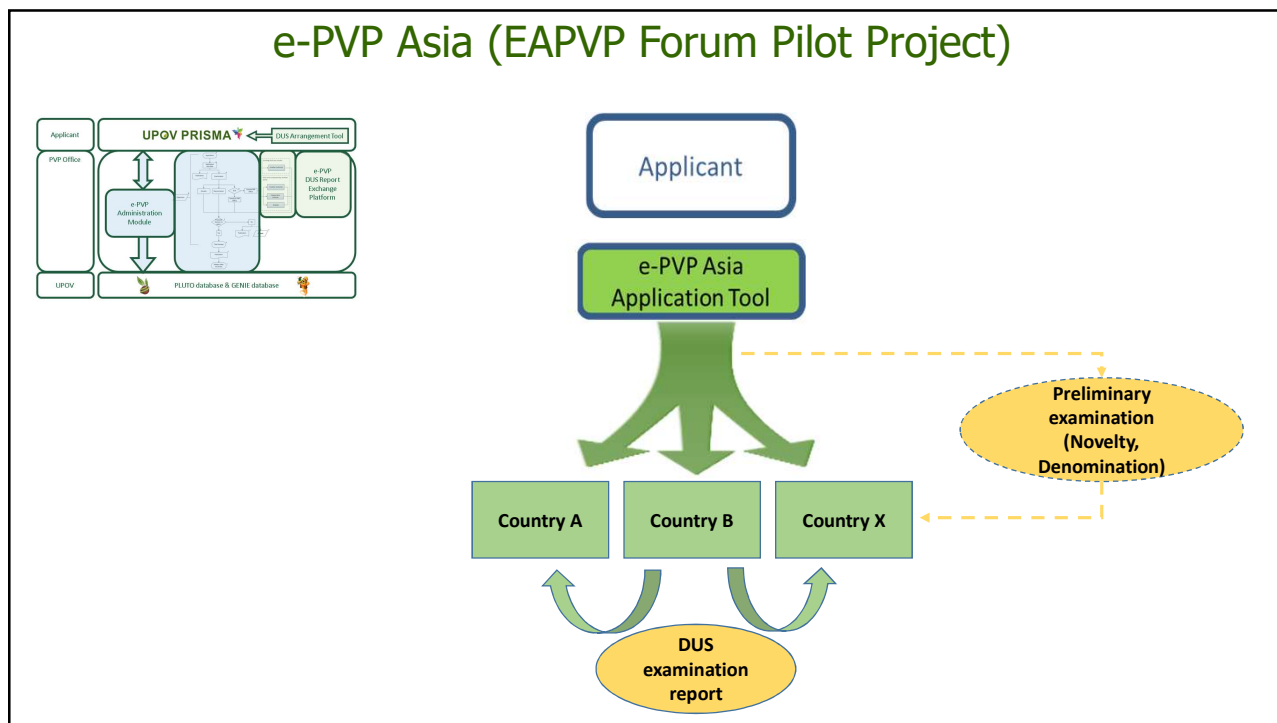 e-PVP Asia (EAPVP Forum Pilot Project)
Applicant
UPOV PRISMA
DUS Arrangement Tool
PVP Office
e-PVP
Administration
Module
e-PVP
DUS Report
Exchange
Platform
UPOV
PLUTO database & GENIE database
Applicant
e-PVP Asia
Application Tool
Preliminary
examination
(Novelty,
Denomination)
Country A
Country B
Country X
DUS
examination
report